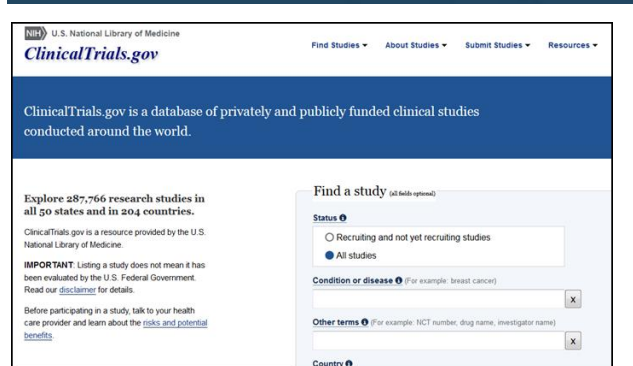 NIH U.S. National Library of Medicine
ClinicalTrials.gov
Find Studies About Studies Submit Studies Resources
ClinicalTrials.gov is a database of privately and publicly funded clinical studies
conducted around the world.
Explore 287,766 research studies in
all 50 states and in 204 countries.
ClinicalTrials.gov is a resource provided by the U.S.
National Library of Medicine.
IMPORTANT: Listing a study does not mean it has
been evaluated by the U.S. Federal Government.
Read our disclaimer for details.
Before participating in a study, talk to your health
care provider and learn about the risks and potential
benefits.
Find a study (all fields optional)
Status
Recruiting and not yet recruiting studies
All studies
Condition or disease (For example: breast cancer)
X
Other terms (For example: NCT number, drug name, investigator name)
X
Country